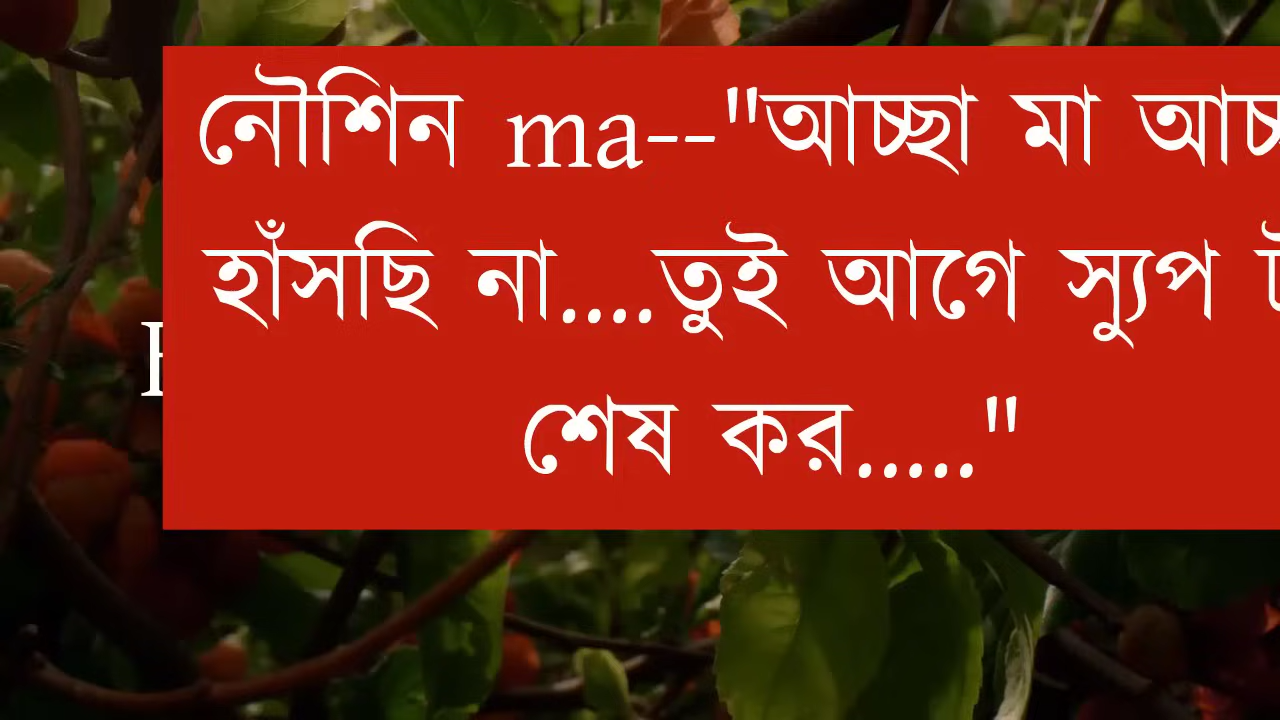 নৌশিন ma--"আচ্ছা মা
হাঁসছি না....তুই আগে স্যুপ
শেষ কর....."